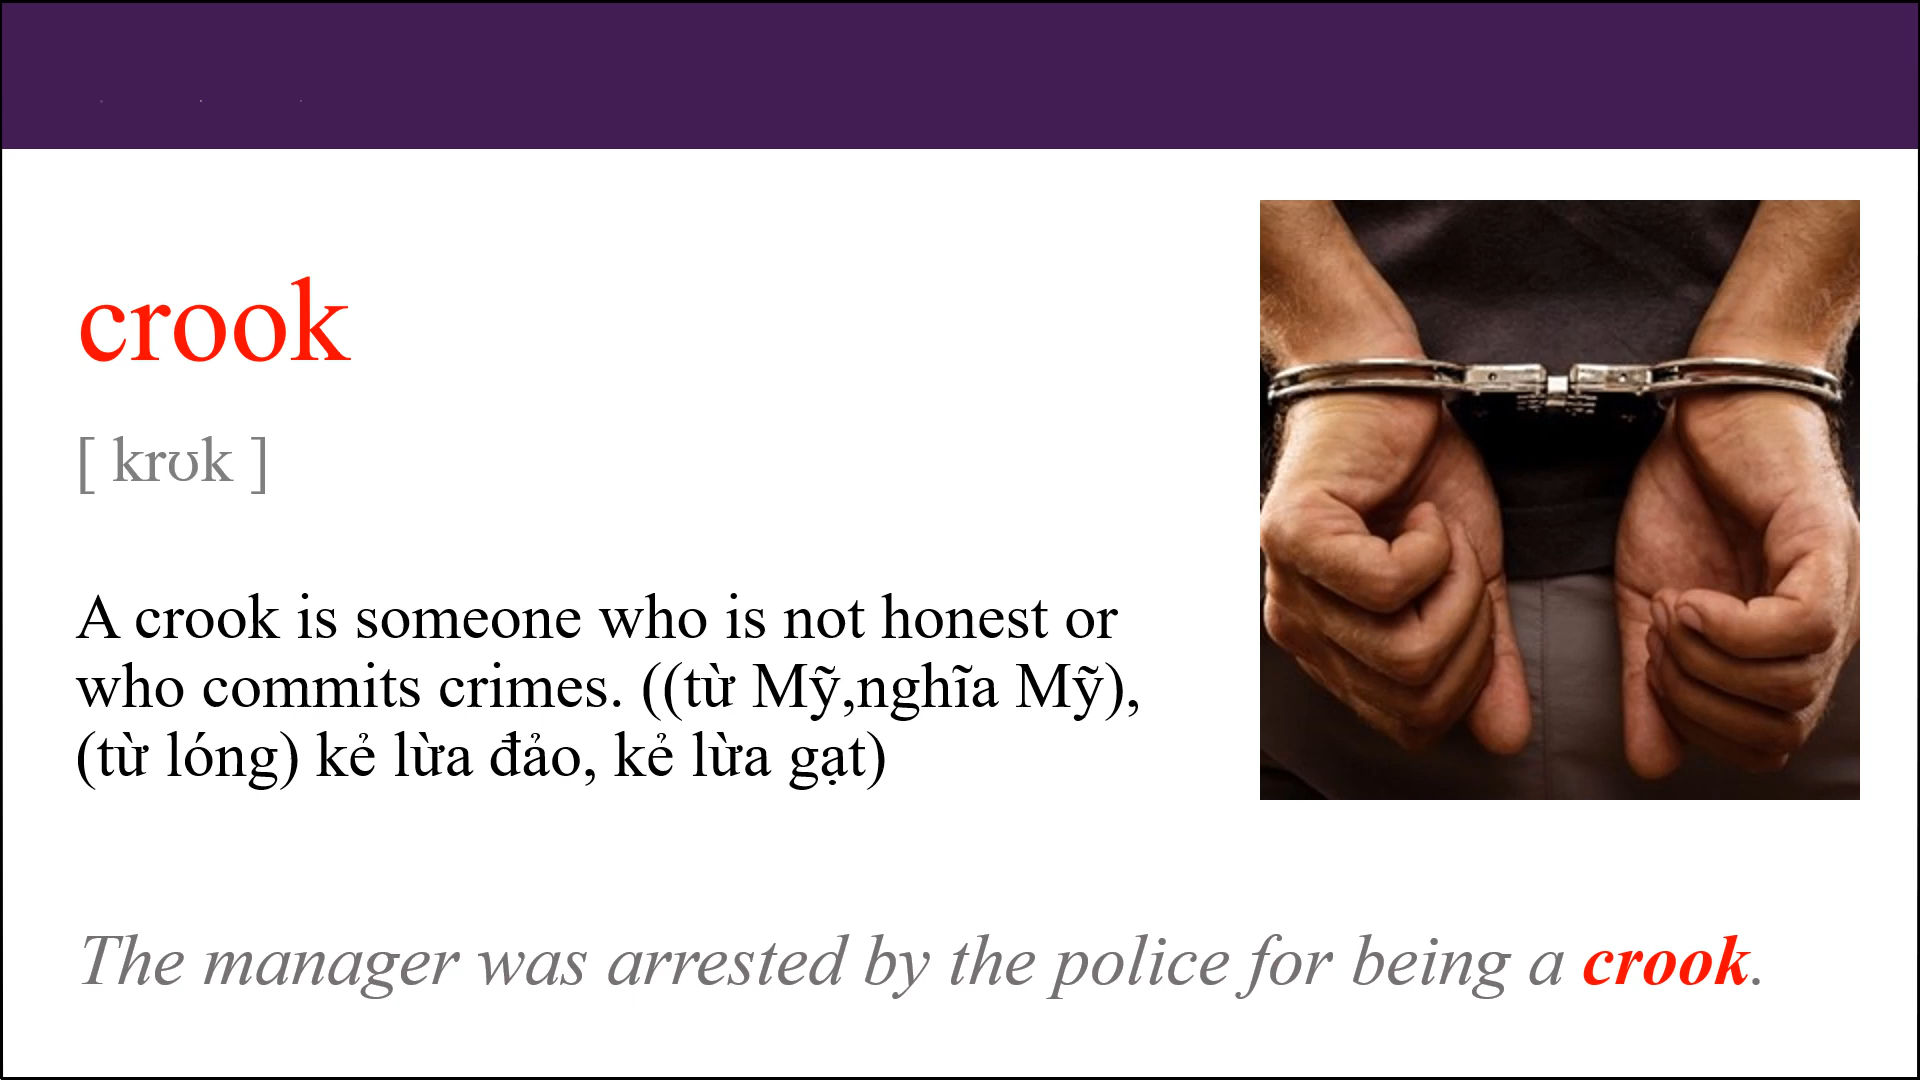 crook
[ krʊk ]
A crook is someone who is not honest or
who commits crimes. ((từ Mỹ,nghĩa Mỹ),
(từ lóng) kẻ lừa đảo, kẻ lừa gạt)
The manager was arrested by the police for being a crook.